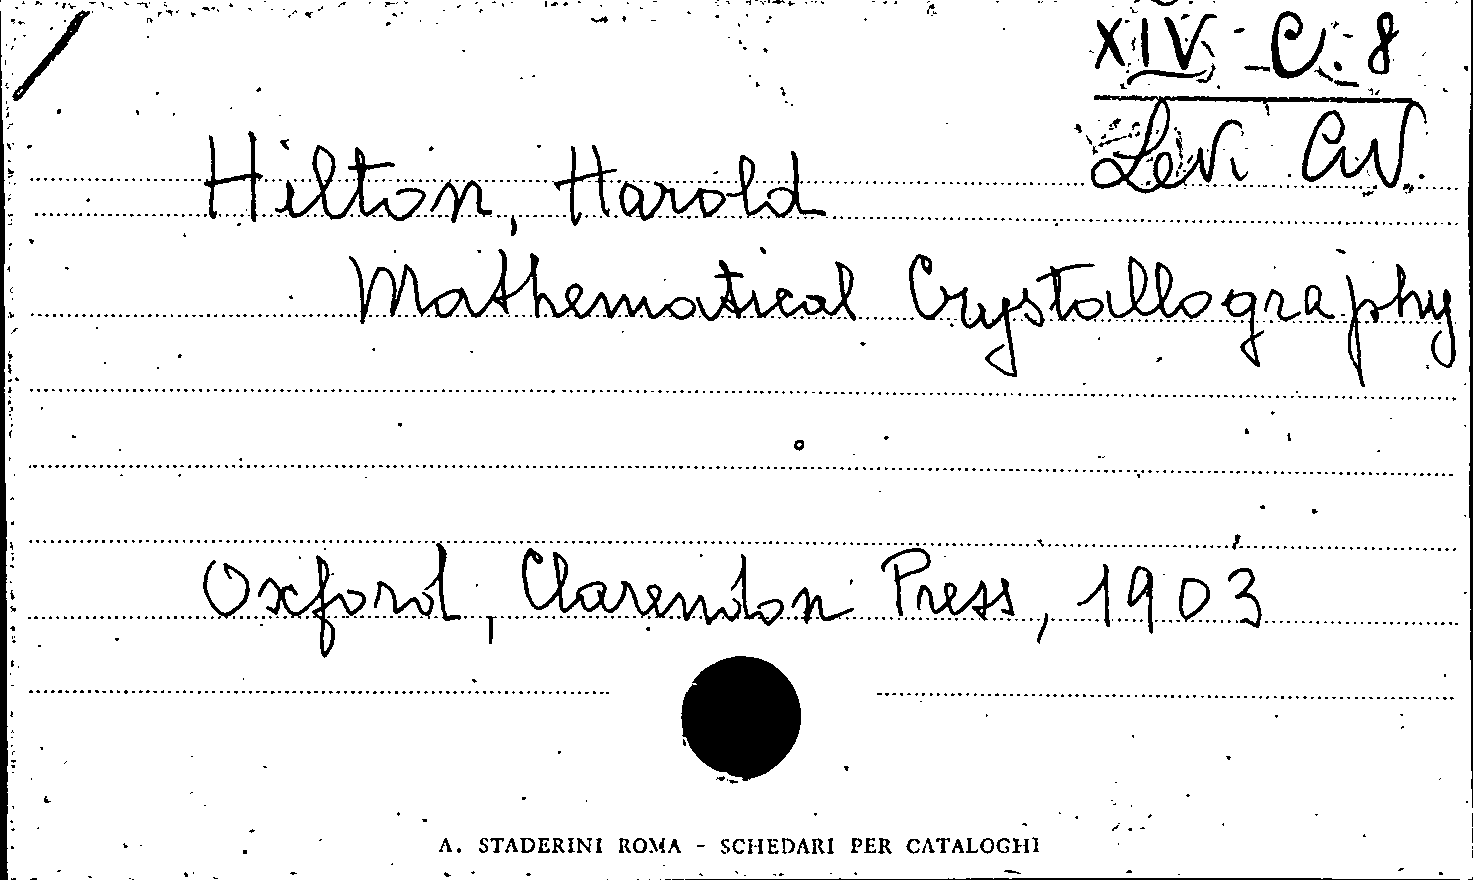 XIV - C. 8
Levi Civ.
Hilton, Harold
Mathematical Crystallography
Oxford, Clarendon Press, 1903
A. STADERINI ROMA - SCHEDARI PER CATALOGHI